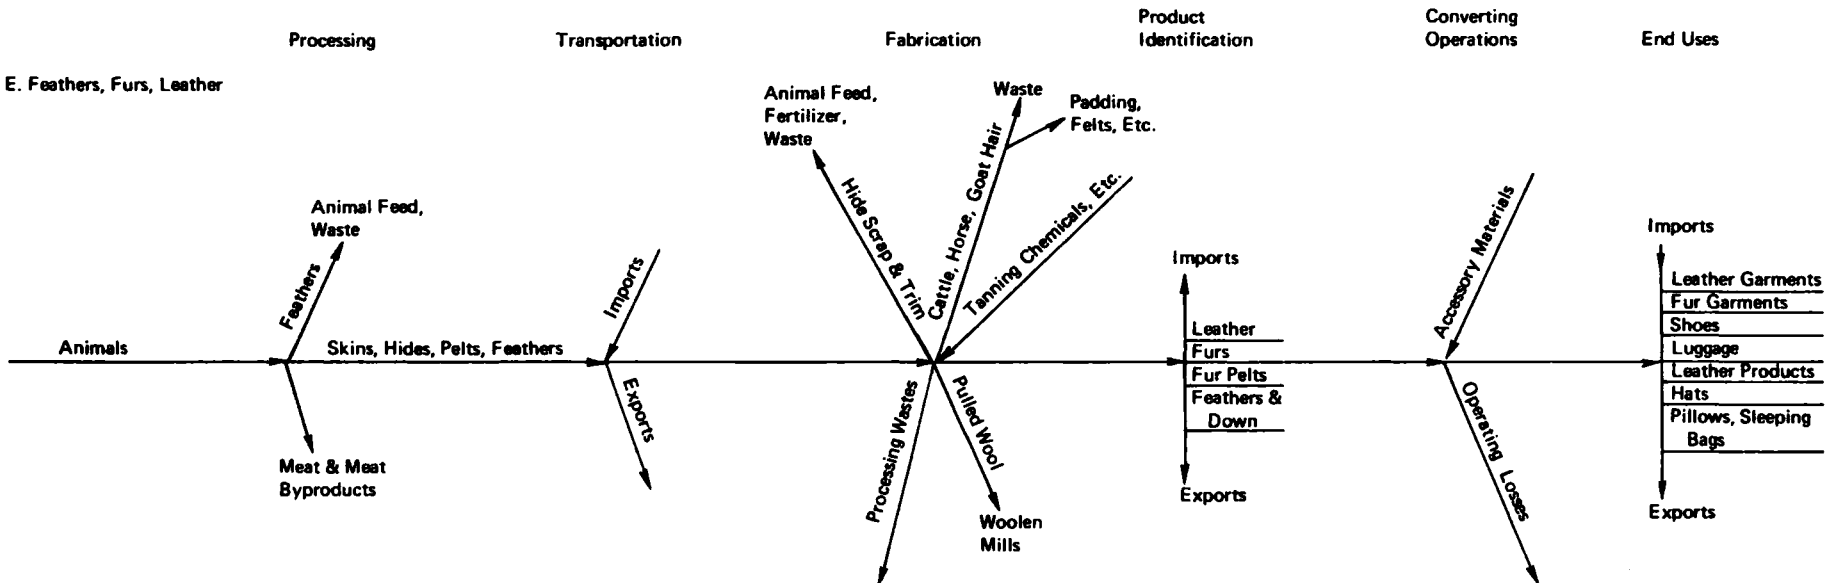 Processing
Transportation
Fabrication
Product
Identification
Converting
Operations
End Uses
E. Feathers, Furs, Leather
Animal Feed,
Fertilizer,
Waste
Waste
Padding,
Felts, Etc.
Hide Scrap & Trim
Cattle, Horse, Goat Hair
Tanning Chemicals, Etc.
Animal Feed,
Waste
Feathers
Imports
Accessory Materials
Imports
Imports
Animals
Skins, Hides, Pelts, Feathers
Leather
Furs
Fur Pelts
Feathers &
Down
Leather Garments
Fur Garments
Shoes
Luggage
Leather Products
Hats
Pillows, Sleeping
Bags
Meat & Meat
Byproducts
Exports
Processing Wastes
Pulled Wool
Woolen
Mills
Exports
Operating Losses
Exports